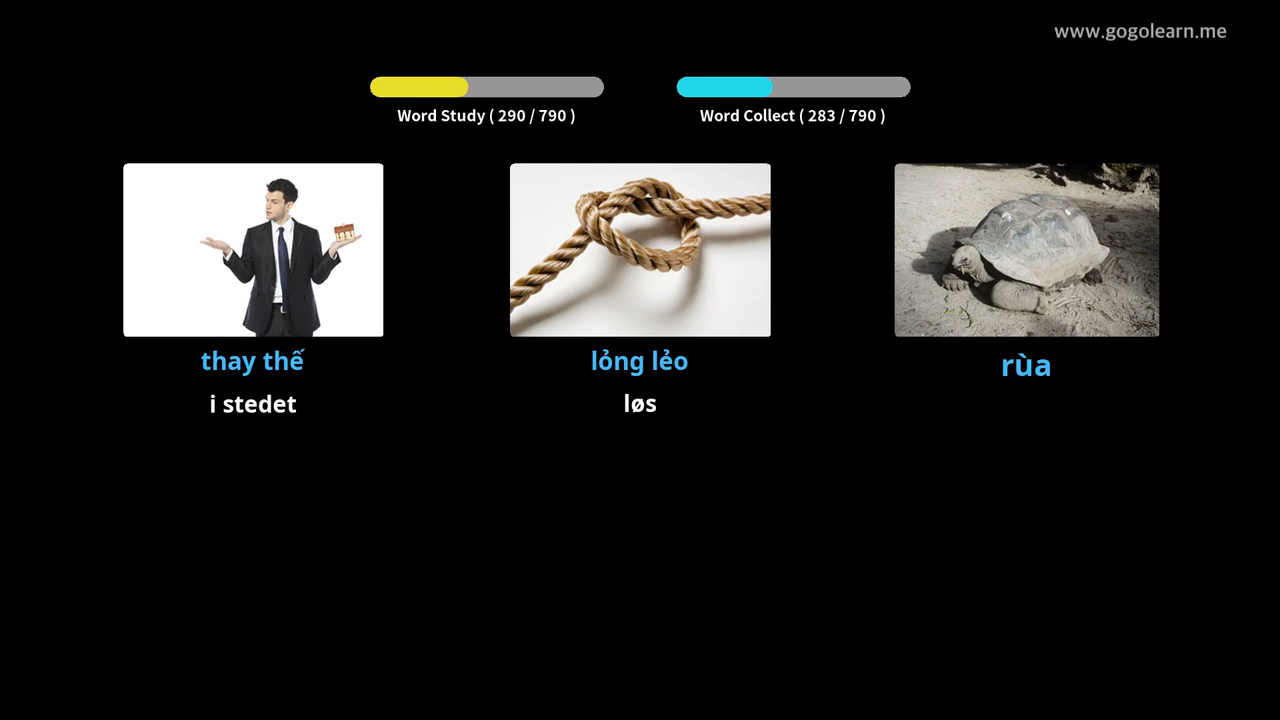 www.gogolearn.me
Word Study ( 290 / 790 )
Word Collect ( 283 / 790 )
thay thế
lỏng lẻo
rùa
i stedet
løs